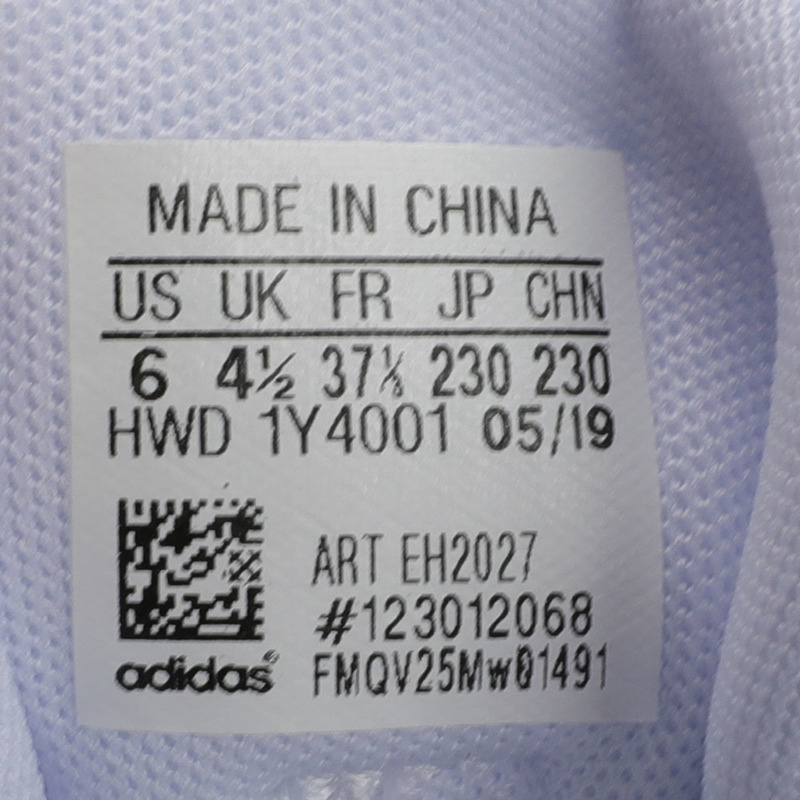 MADE IN CHINA
US UK FR JP CHN
6 4½ 37⅓ 230 230
HWD 1Y4001 05/19
ART EH2027
#123012068
adidas®
FMQV25Mw01491